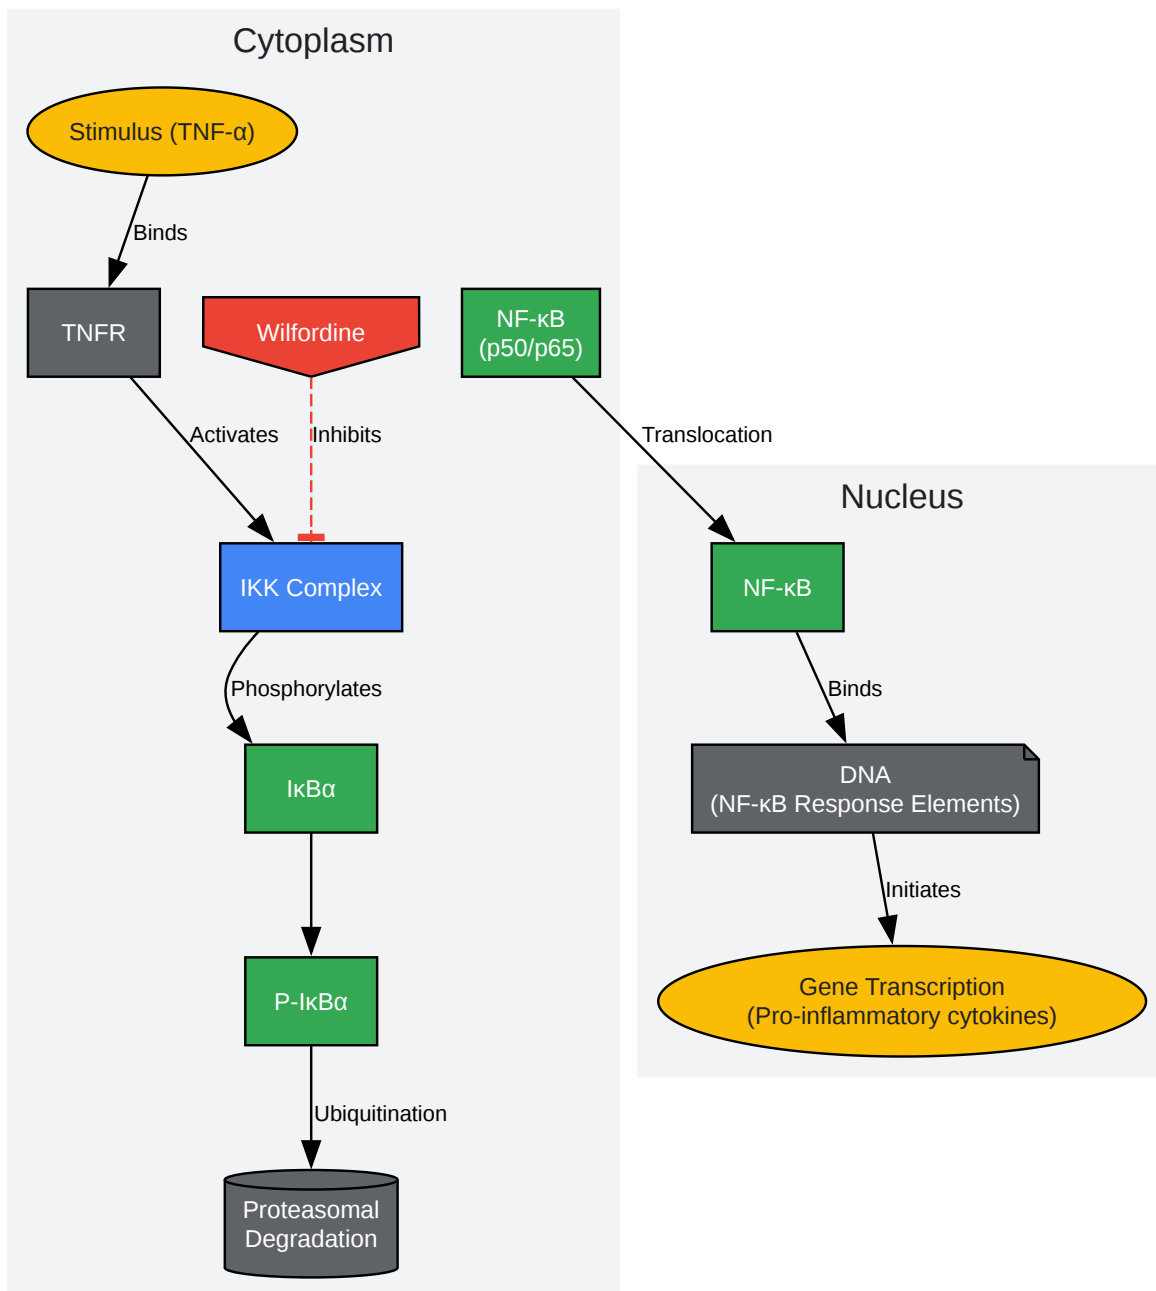 Cytoplasm
Stimulus (TNF-α)
Binds
TNFR
Wilfordine
NF-κB
(p50/p65)
Activates
Inhibits
Translocation
IKK Complex
Phosphorylates
IκBα
P-IκBα
Ubiquitination
Proteasomal
Degradation
Nucleus
NF-κB
Binds
DNA
(NF-κB Response Elements)
Initiates
Gene Transcription
(Pro-inflammatory cytokines)